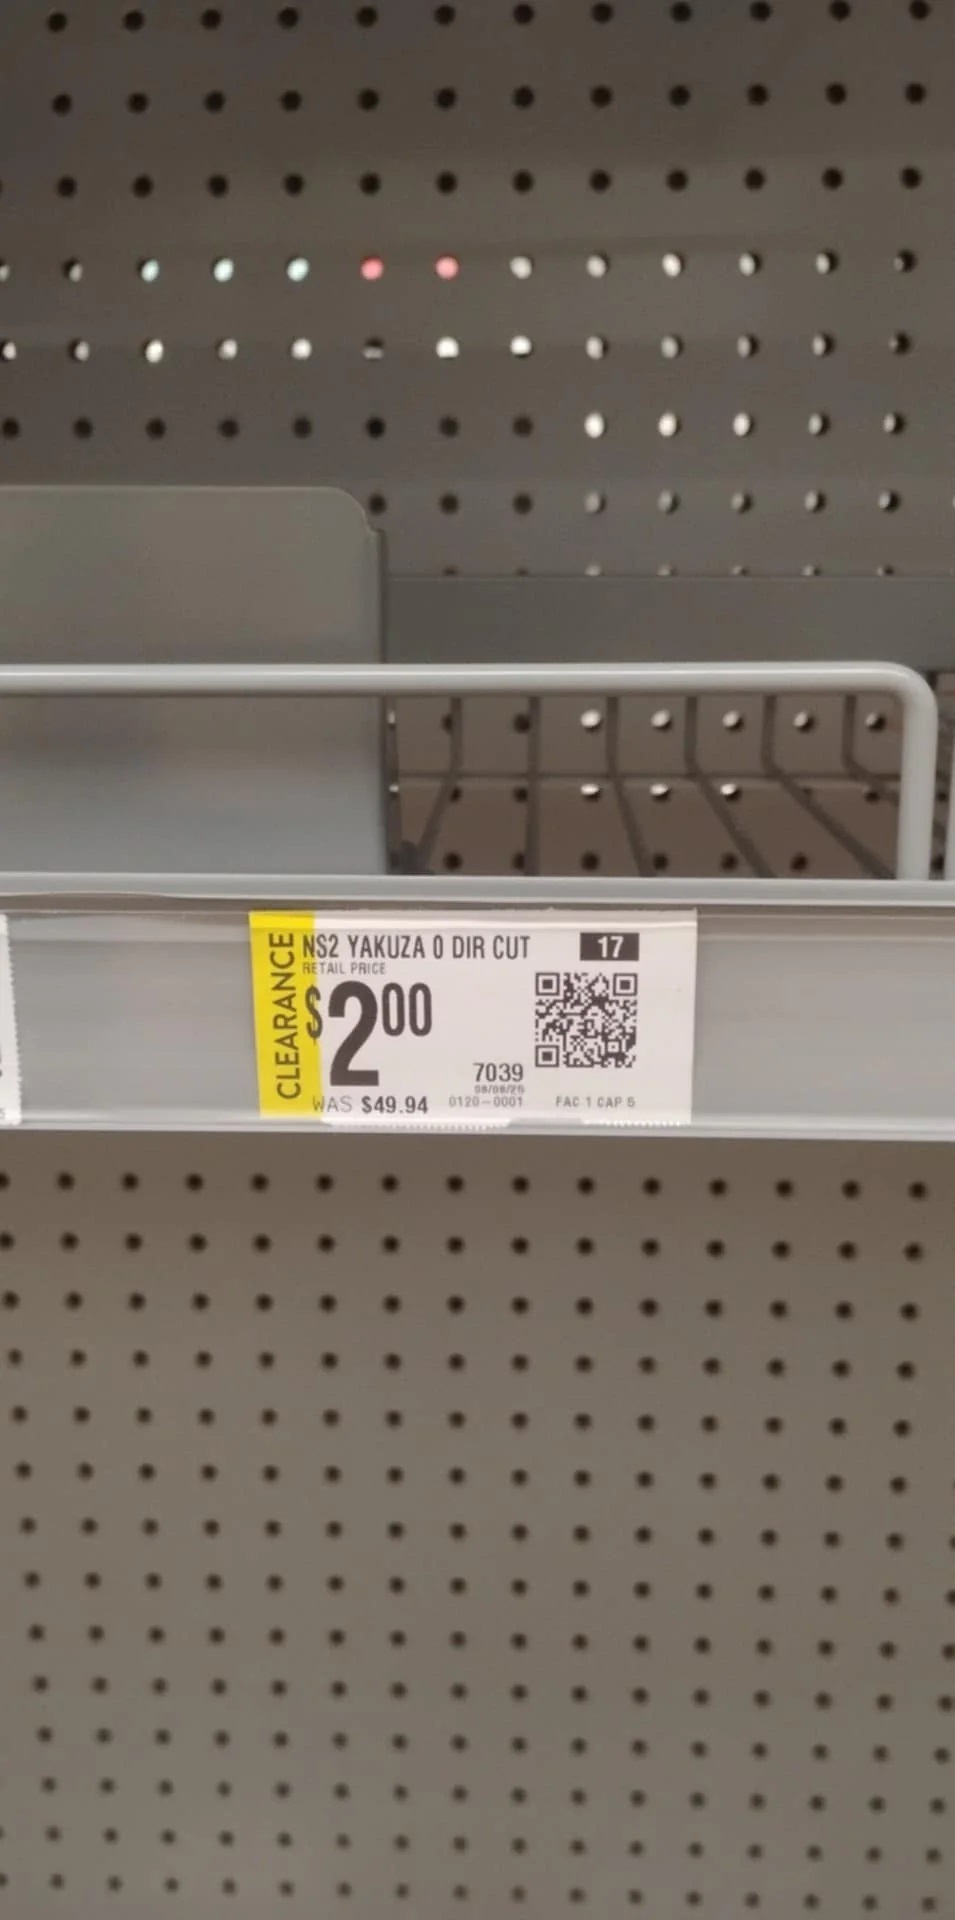 CLEARANCE
NS2 YAKUZA 0 DIR CUT
17
RETAIL PRICE
$2.00
7039
0120-0001
FAC 1 CAP 5
WAS $49.94